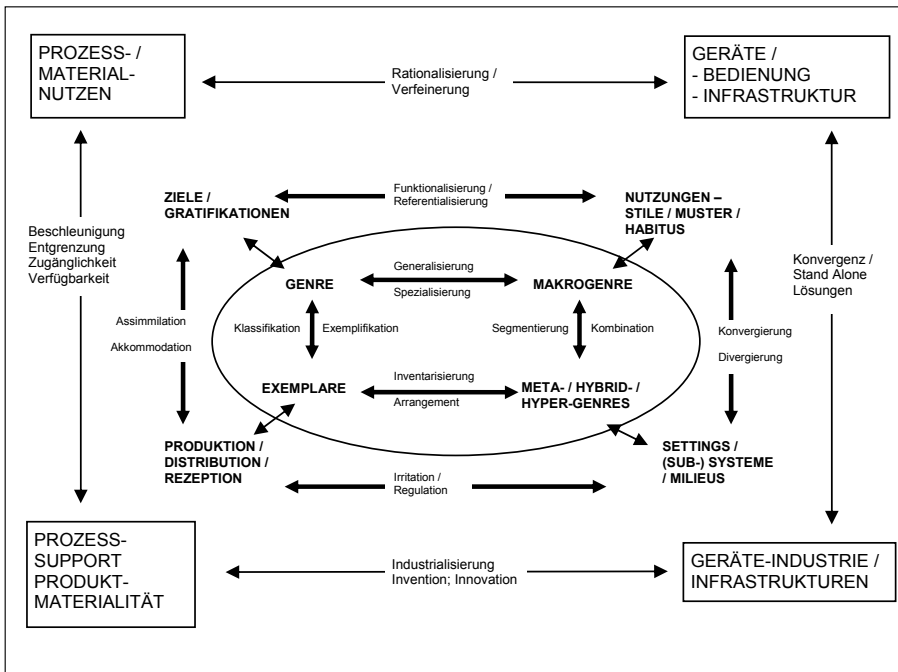 PROZESS- /
MATERIAL-
NUTZEN
Rationalisierung /
Verfeinerung
GERÄTE /
- BEDIENUNG
- INFRASTRUKTUR
ZIELE /
GRATIFIKATIONEN
Funktionalisierung /
Referentialisierung
NUTZUNGEN –
STILE / MUSTER /
HABITUS
Beschleunigung
Entgrenzung
Zugänglichkeit
Verfügbarkeit
Konvergenz /
Stand Alone
Lösungen
GENRE
Generalisierung
Spezialisierung
MAKROGENRE
Assimmilation
Akkommodation
Klassifikation
Exemplifikation
Segmentierung
Kombination
Konvergierung
Divergierung
EXEMPLARE
Inventarisierung
Arrangement
META- / HYBRID- /
HYPER-GENRES
PRODUKTION /
DISTRIBUTION /
REZEPTION
Irritation /
Regulation
SETTINGS /
(SUB-) SYSTEME
/ MILIEUS
PROZESS-
SUPPORT
PRODUKT-
MATERIALITÄT
Industrialisierung
Invention; Innovation
GERÄTE-INDUSTRIE /
INFRASTRUKTUREN